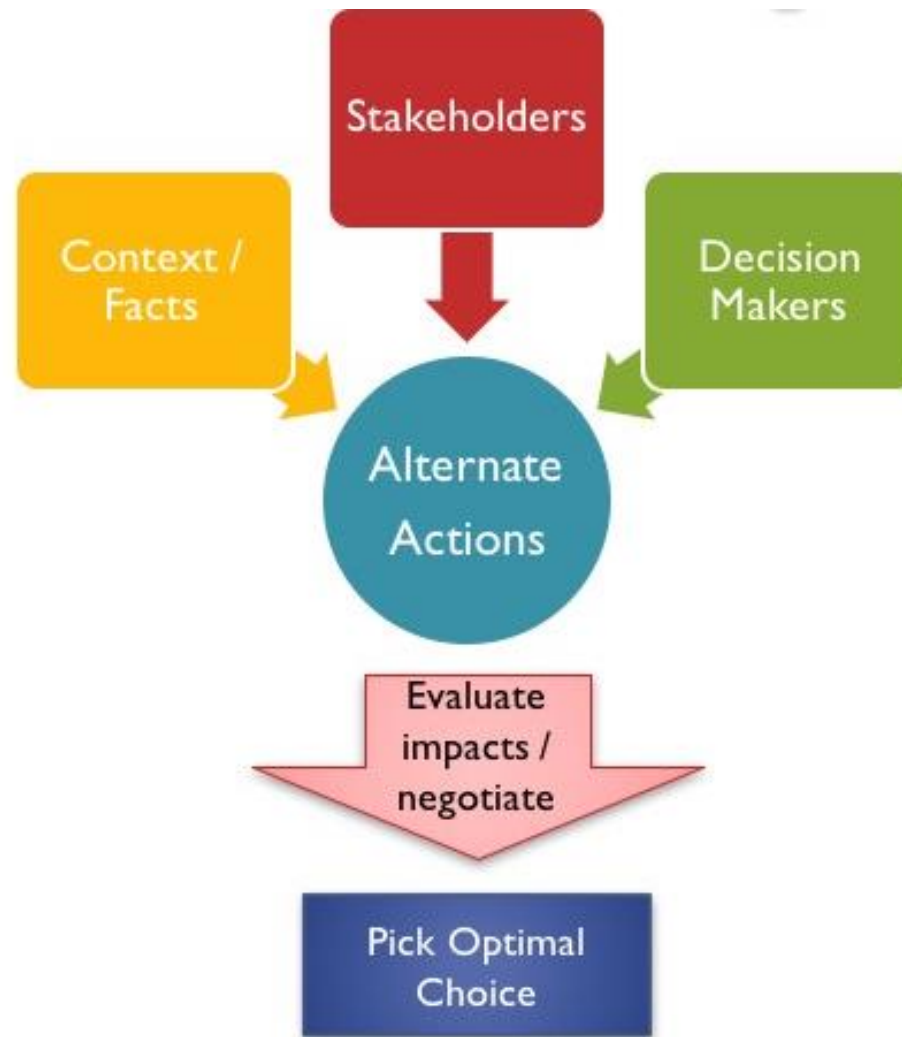 Stakeholders
Context /
Facts
Decision
Makers
Alternate
Actions
Evaluate
impacts /
negotiate
Pick Optimal
Choice